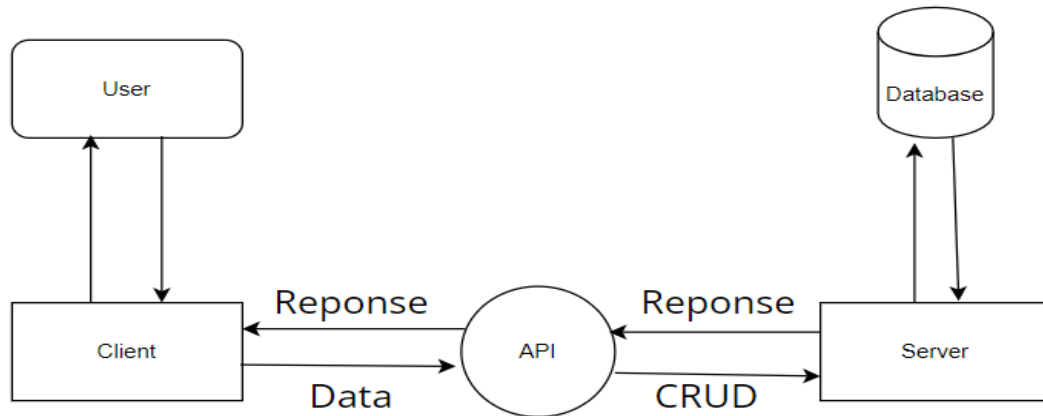 User
Database
Reponse
Reponse
Client
API
Server
Data
CRUD